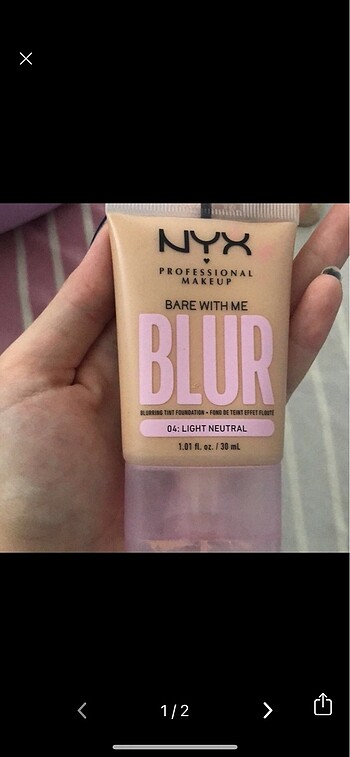 NYX
PROFESSIONAL
MAKEUP
BARE WITH ME
BLUR
BLURRING TINT FOUNDATION • FOND DE TEINT EFFET FLOUTÉ
04: LIGHT NEUTRAL
1.01 fl. oz. / 30 mL
1/2